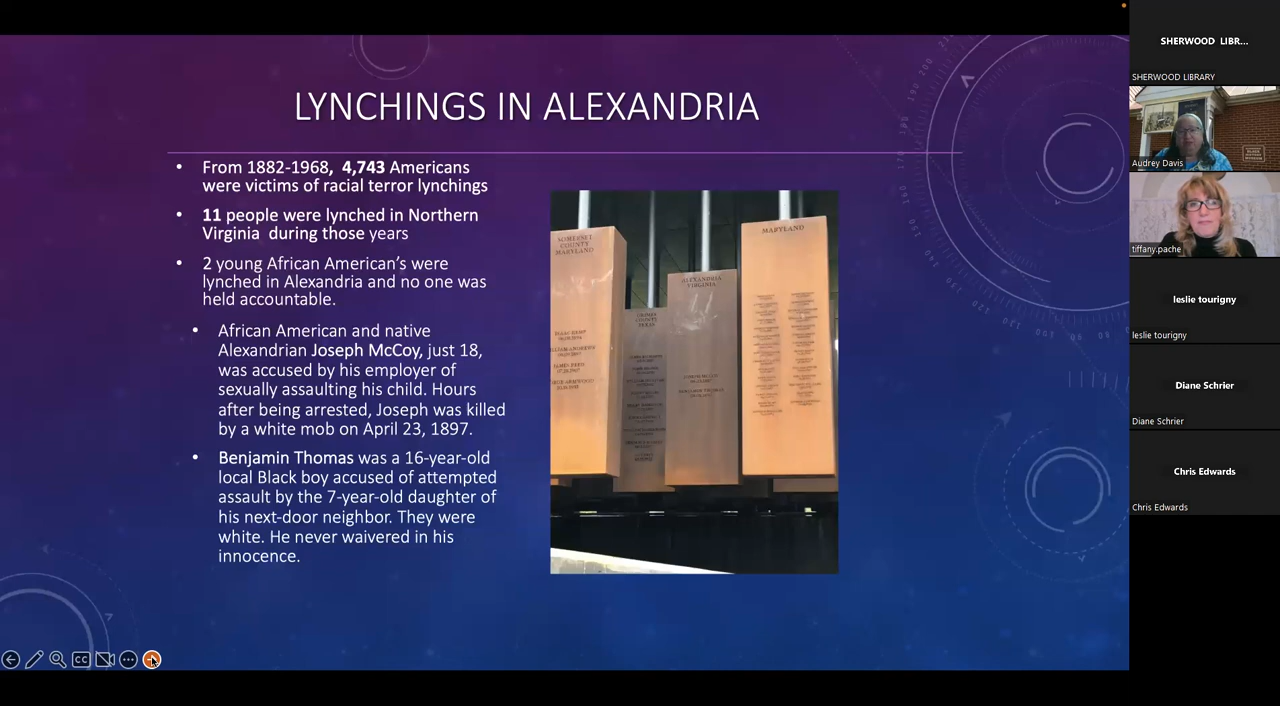 LYNCHINGS IN ALEXANDRIA
• From 1882-1968, 4,743 Americans
were victims of racial terror lynchings
• 11 people were lynched in Northern
Virginia during those years
• 2 young African American's were
lynched in Alexandria and no one was
held accountable.
• African American and native
Alexandrian Joseph McCoy, just 18,
was accused by his employer of
sexually assaulting his child. Hours
after being arrested, Joseph was killed
by a white mob on April 23, 1897.
• Benjamin Thomas was a 16-year-old
local Black boy accused of attempted
assault by the 7-year-old daughter of
his next-door neighbor. They were
white. He never waivered in his
innocence.
SOMERSET
COUNTY
MARYLAND
COUNTY
ALEXANDRIA
VIRGINIA
MARYLAND
CC
SHERWOOD LIBR...
SHERWOOD LIBRARY
BLACK
HISTORY
MUSEUM
Audrey Davis
tiffany.pache
leslie tourigny
leslie tourigny
Diane Schrier
Diane Schrier
Chris Edwards
Chris Edwards